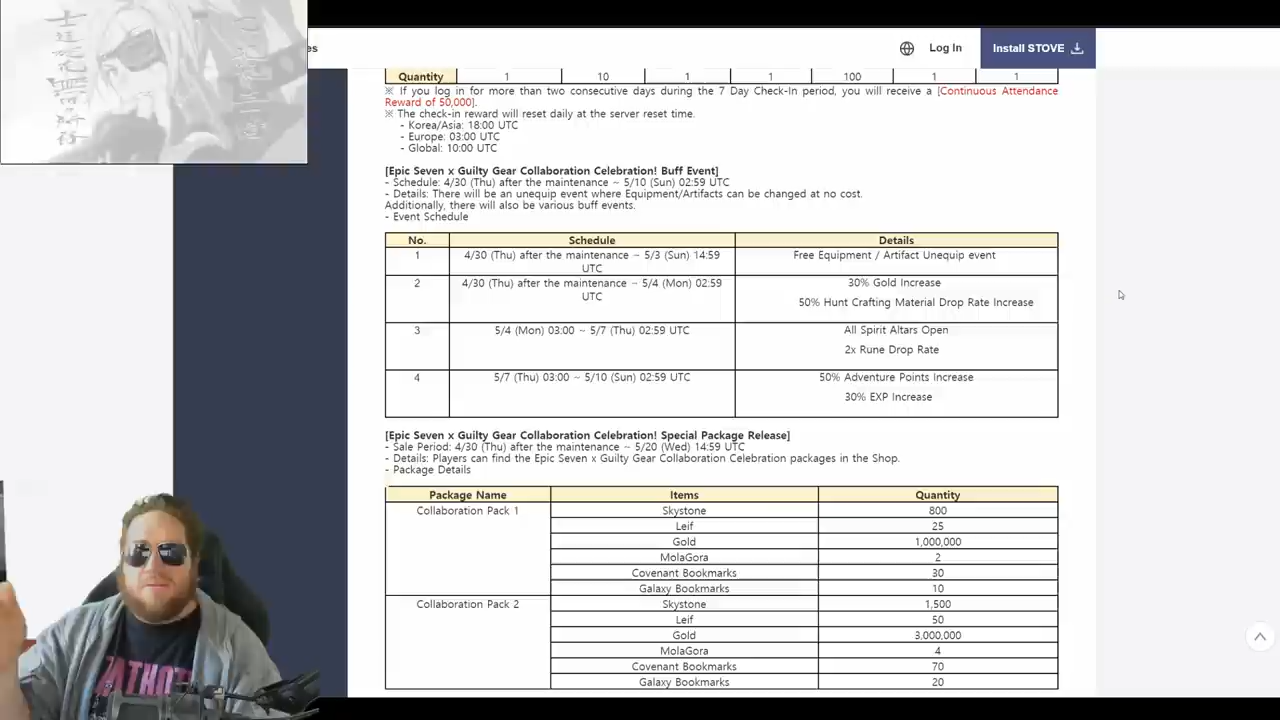 es
Log In
Install STOVE
Quantity 1 10 1 1 100 1 1
※ If you log in for more than two consecutive days during the 7 Day Check-In period, you will receive a [Continuous Attendance
Reward of 50,000].
※ The check-in reward will reset daily at the server reset time.
- Korea/Asia: 18:00 UTC
- Europe: 03:00 UTC
- Global: 10:00 UTC
[Epic Seven x Guilty Gear Collaboration Celebration! Buff Event]
- Schedule: 4/30 (Thu) after the maintenance ~ 5/10 (Sun) 02:59 UTC
- Details: There will be an unequip event where Equipment/Artifacts can be changed at no cost.
Additionally, there will also be various buff events.
- Event Schedule
No. Schedule Details
1 4/30 (Thu) after the maintenance ~ 5/3 (Sun) 14:59 Free Equipment / Artifact Unequip event
UTC
2 4/30 (Thu) after the maintenance ~ 5/4 (Mon) 02:59 30% Gold Increase
UTC 50% Hunt Crafting Material Drop Rate Increase
3 5/4 (Mon) 03:00 ~ 5/7 (Thu) 02:59 UTC All Spirit Altars Open
2x Rune Drop Rate
4 5/7 (Thu) 03:00 ~ 5/10 (Sun) 02:59 UTC 50% Adventure Points Increase
30% EXP Increase
[Epic Seven x Guilty Gear Collaboration Celebration! Special Package Release]
- Sale Period: 4/30 (Thu) after the maintenance ~ 5/20 (Wed) 14:59 UTC
- Details: Players can find the Epic Seven x Guilty Gear Collaboration Celebration packages in the Shop.
- Package Details
Package Name Items Quantity
Collaboration Pack 1 Skystone 800
Leif 25
Gold 1,000,000
MolaGora 2
Covenant Bookmarks 30
Galaxy Bookmarks 10
Collaboration Pack 2 Skystone 1,500
Leif 50
Gold 3,000,000
MolaGora 4
Covenant Bookmarks 70
Galaxy Bookmarks 20